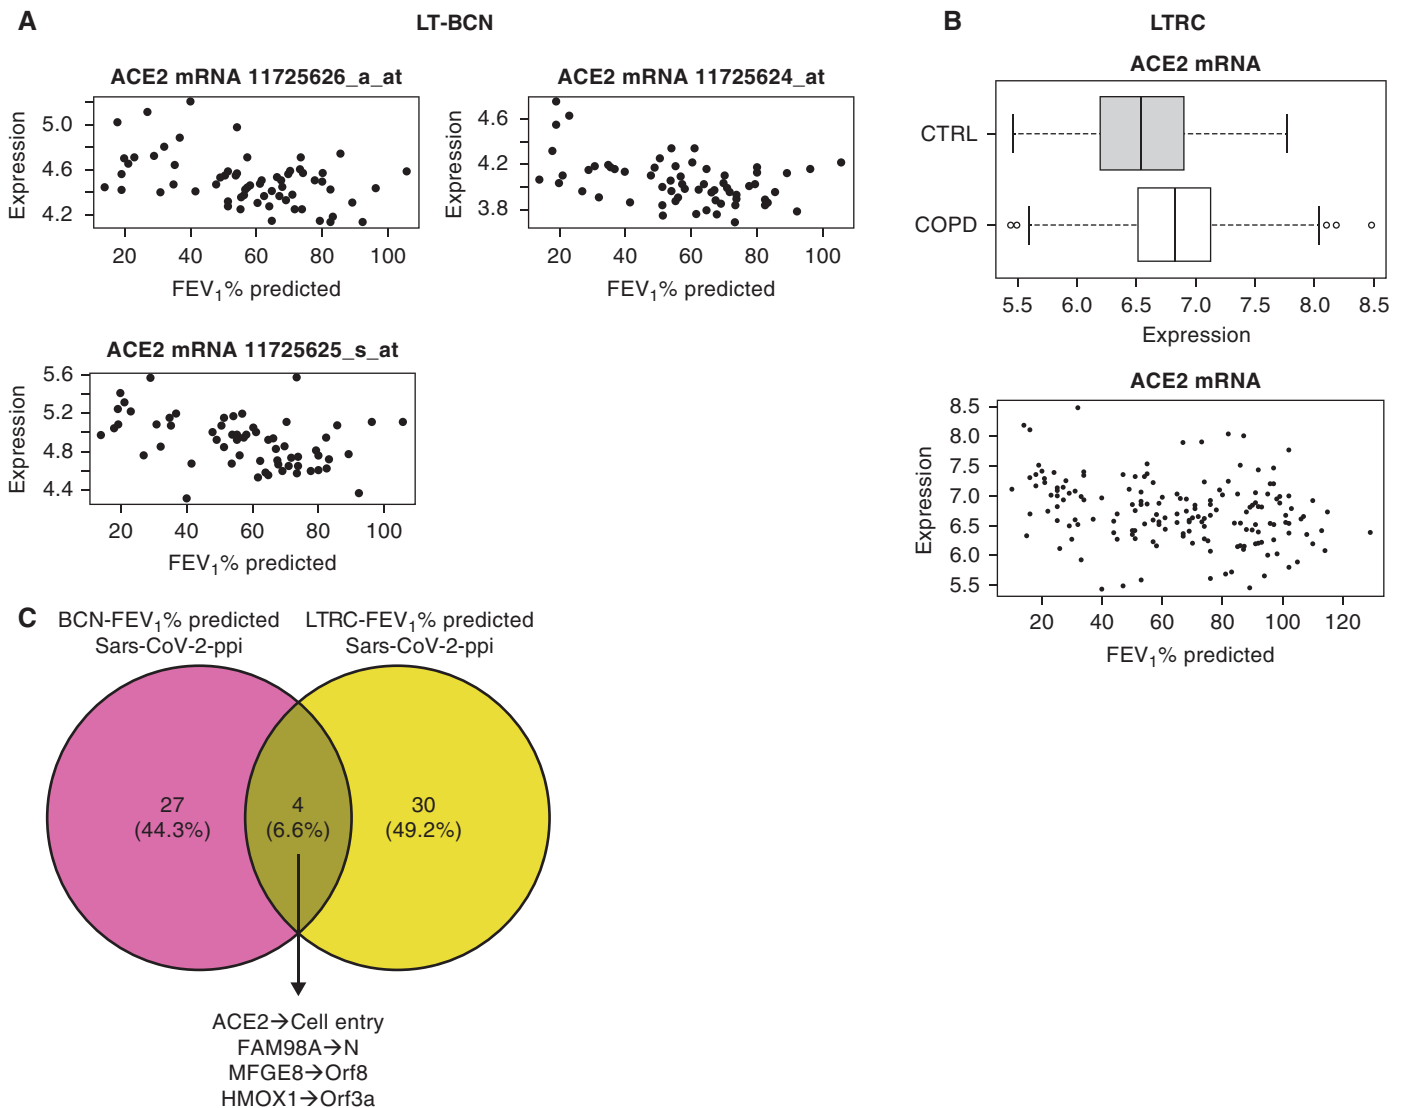 A
LT-BCN
ACE2 mRNA 11725626_a_at
Expression
5.0
4.6
4.2
20 40 60 80 100
FEV1% predicted
ACE2 mRNA 11725624_at
Expression
4.6
4.2
3.8
20 40 60 80 100
FEV1% predicted
ACE2 mRNA 11725625_s_at
Expression
5.6
5.2
4.8
4.4
20 40 60 80 100
FEV1% predicted
B
LTRC
ACE2 mRNA
CTRL
COPD
5.5 6.0 6.5 7.0 7.5 8.0 8.5
Expression
ACE2 mRNA
Expression
8.5
8.0
7.5
7.0
6.5
6.0
5.5
20 40 60 80 100 120
FEV1% predicted
C
BCN-FEV1% predicted
Sars-CoV-2-ppi
LTRC-FEV1% predicted
Sars-CoV-2-ppi
27
(44.3%)
4
(6.6%)
30
(49.2%)
ACE2→Cell entry
FAM98A→N
MFGE8→Orf8
HMOX1→Orf3a